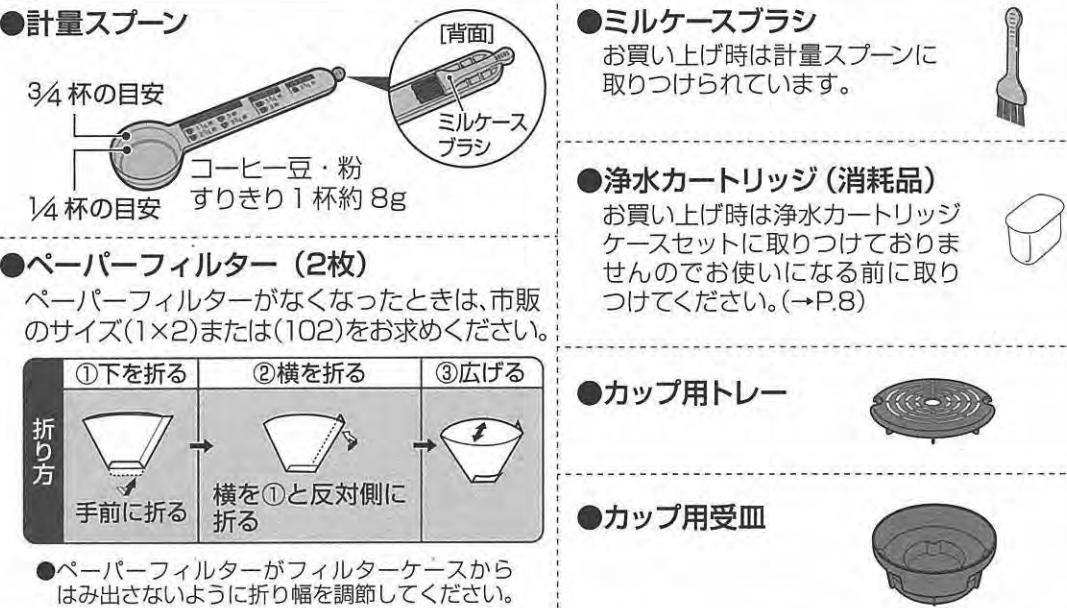 ●計量スプーン
[背面]
3/4杯の目安
ミルケース
ブラシ
コーヒー豆・粉
すりきり1杯約8g
1/4杯の目安
●ペーパーフィルター（2枚）
ペーパーフィルターがなくなったときは、市販
のサイズ(1×2)または(102)をお求めください。
折り方
①下を折る
②横を折る
③広げる
手前に折る
横を①と反対側に
折る
●ペーパーフィルターがフィルターケースから
はみ出さないように折り幅を調節してください。
●ミルケースブラシ
お買い上げ時は計量スプーンに
取りつけられています。
●浄水カートリッジ（消耗品）
お買い上げ時は浄水カートリッジ
ケースセットに取りつけておりま
せんのでお使いになる前に取り
つけてください。(→P.8)
●カップ用トレー
●カップ用受皿